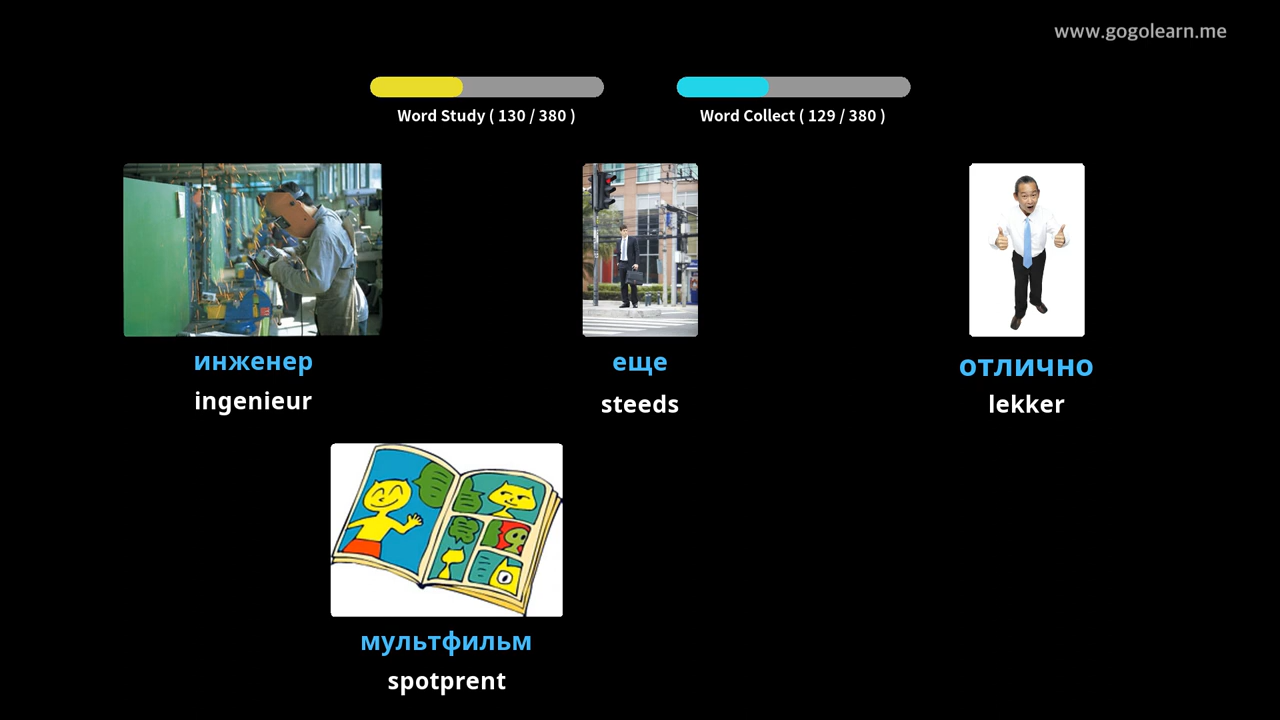 www.gogolearn.me
Word Study ( 130 / 380 )
Word Collect ( 129 / 380 )
инженер
ingenieur
еще
steeds
отлично
lekker
мультфильм
spotprent